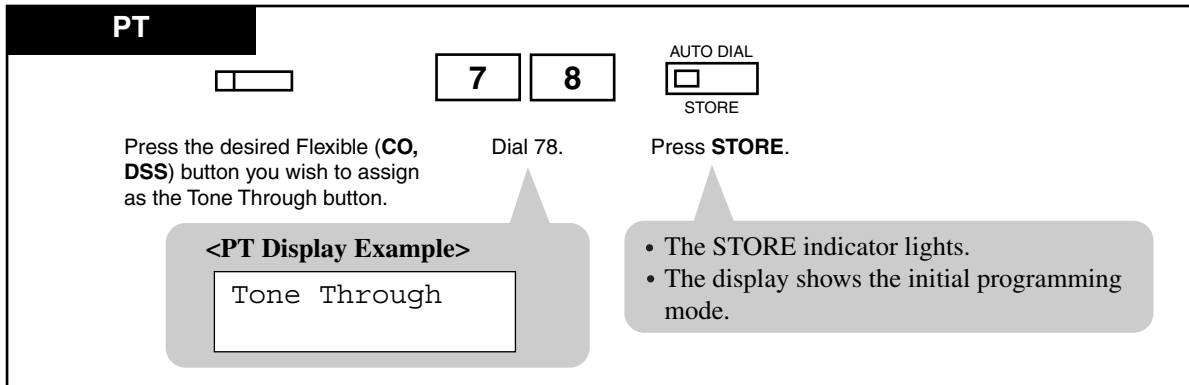 PT
7 8
AUTO DIAL
STORE
Press the desired Flexible (CO,
DSS) button you wish to assign
as the Tone Through button.
Dial 78.
Press STORE.
<PT Display Example>
Tone Through
• The STORE indicator lights.
• The display shows the initial programming
mode.